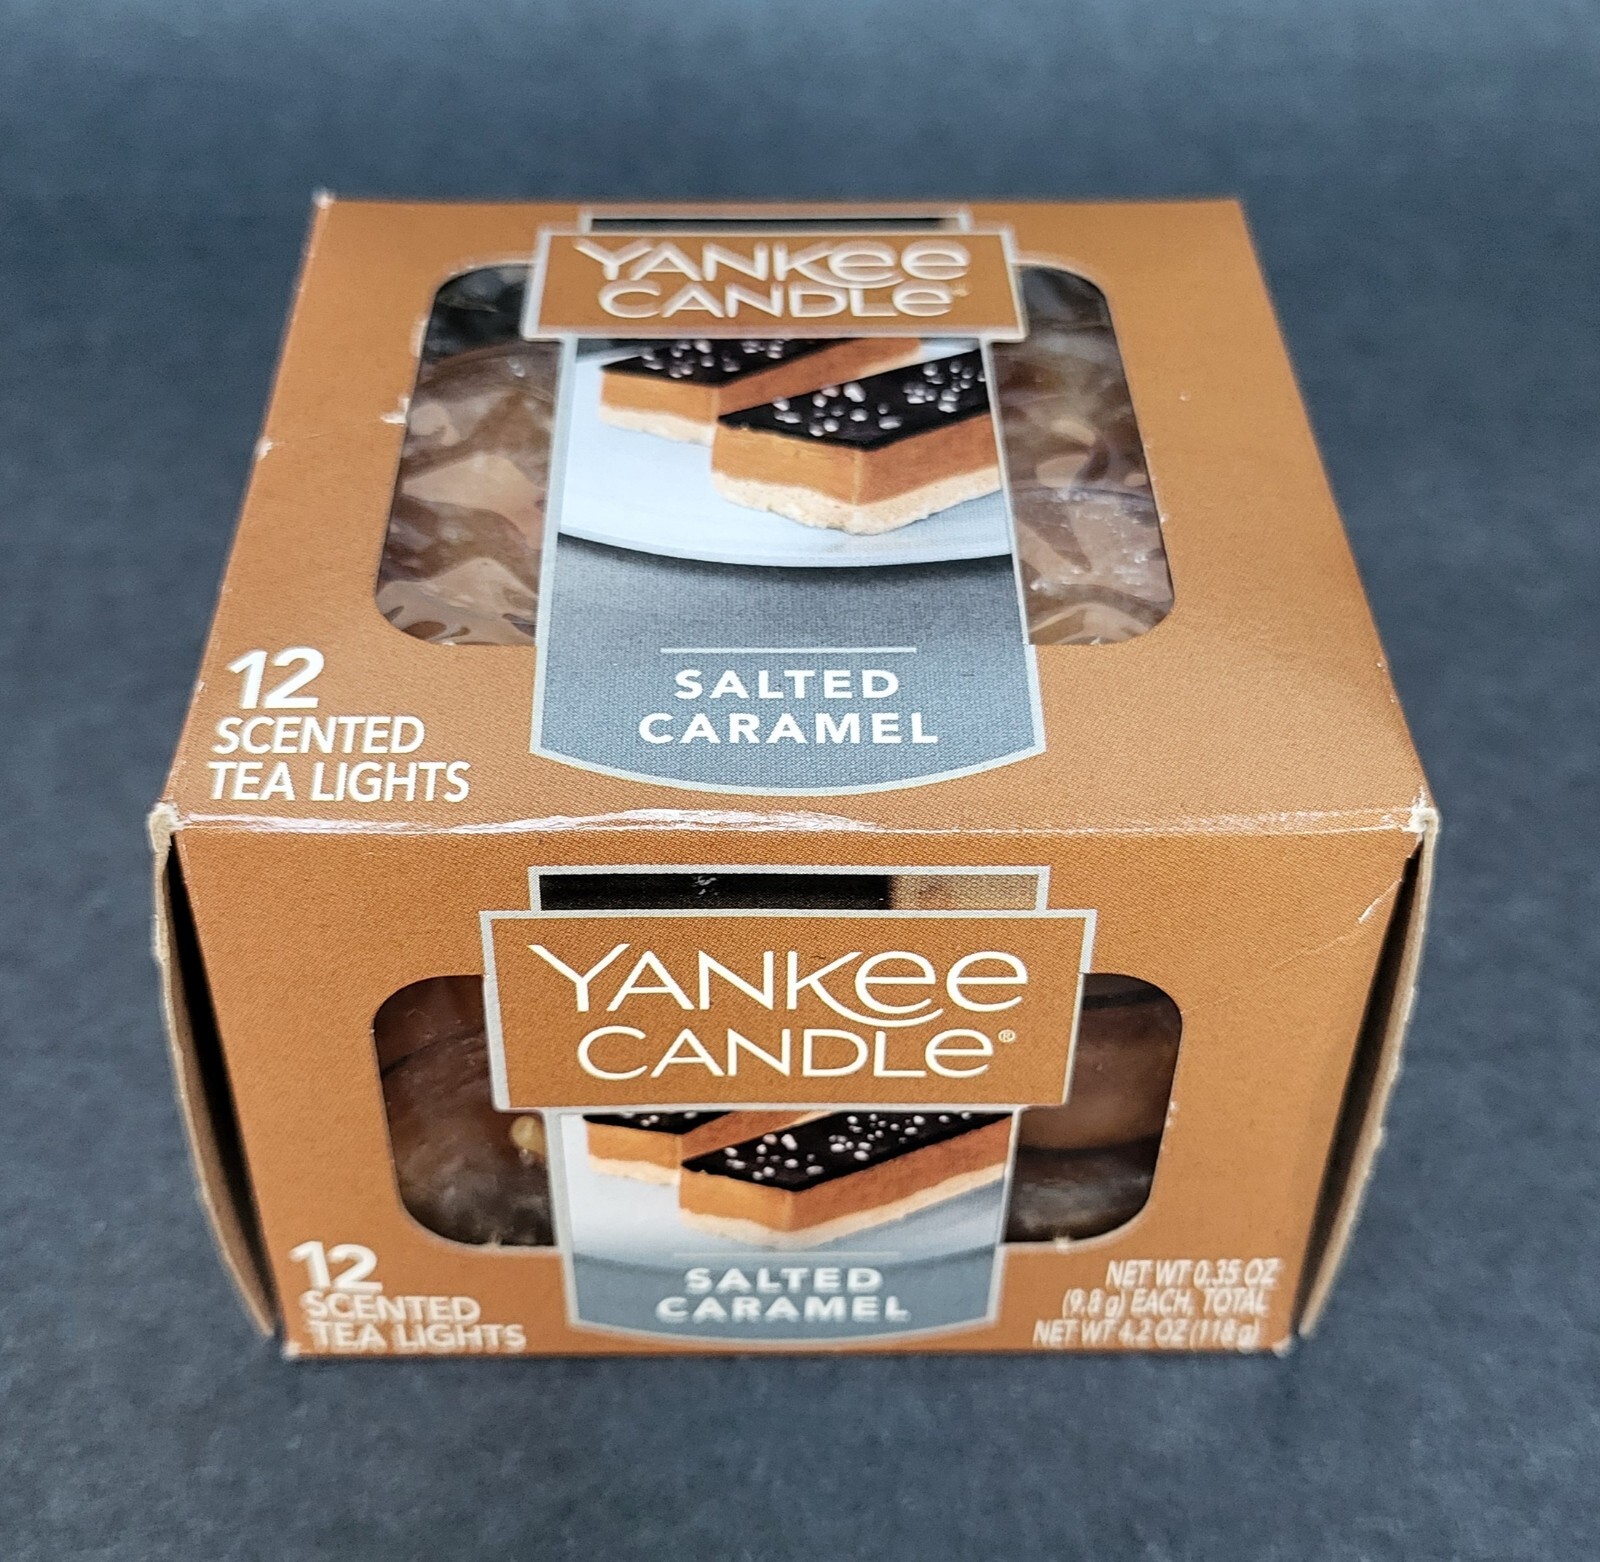 YANKEE
CANDLE®
SALTED
CARAMEL
12
SCENTED
TEA LIGHTS
YANKEE
CANDLE®
SALTED
CARAMEL
12
SCENTED
TEA LIGHTS
NET WT 0.35 OZ
(9.8 g) EACH, TOTAL
NET WT 4.2 OZ (118 g)